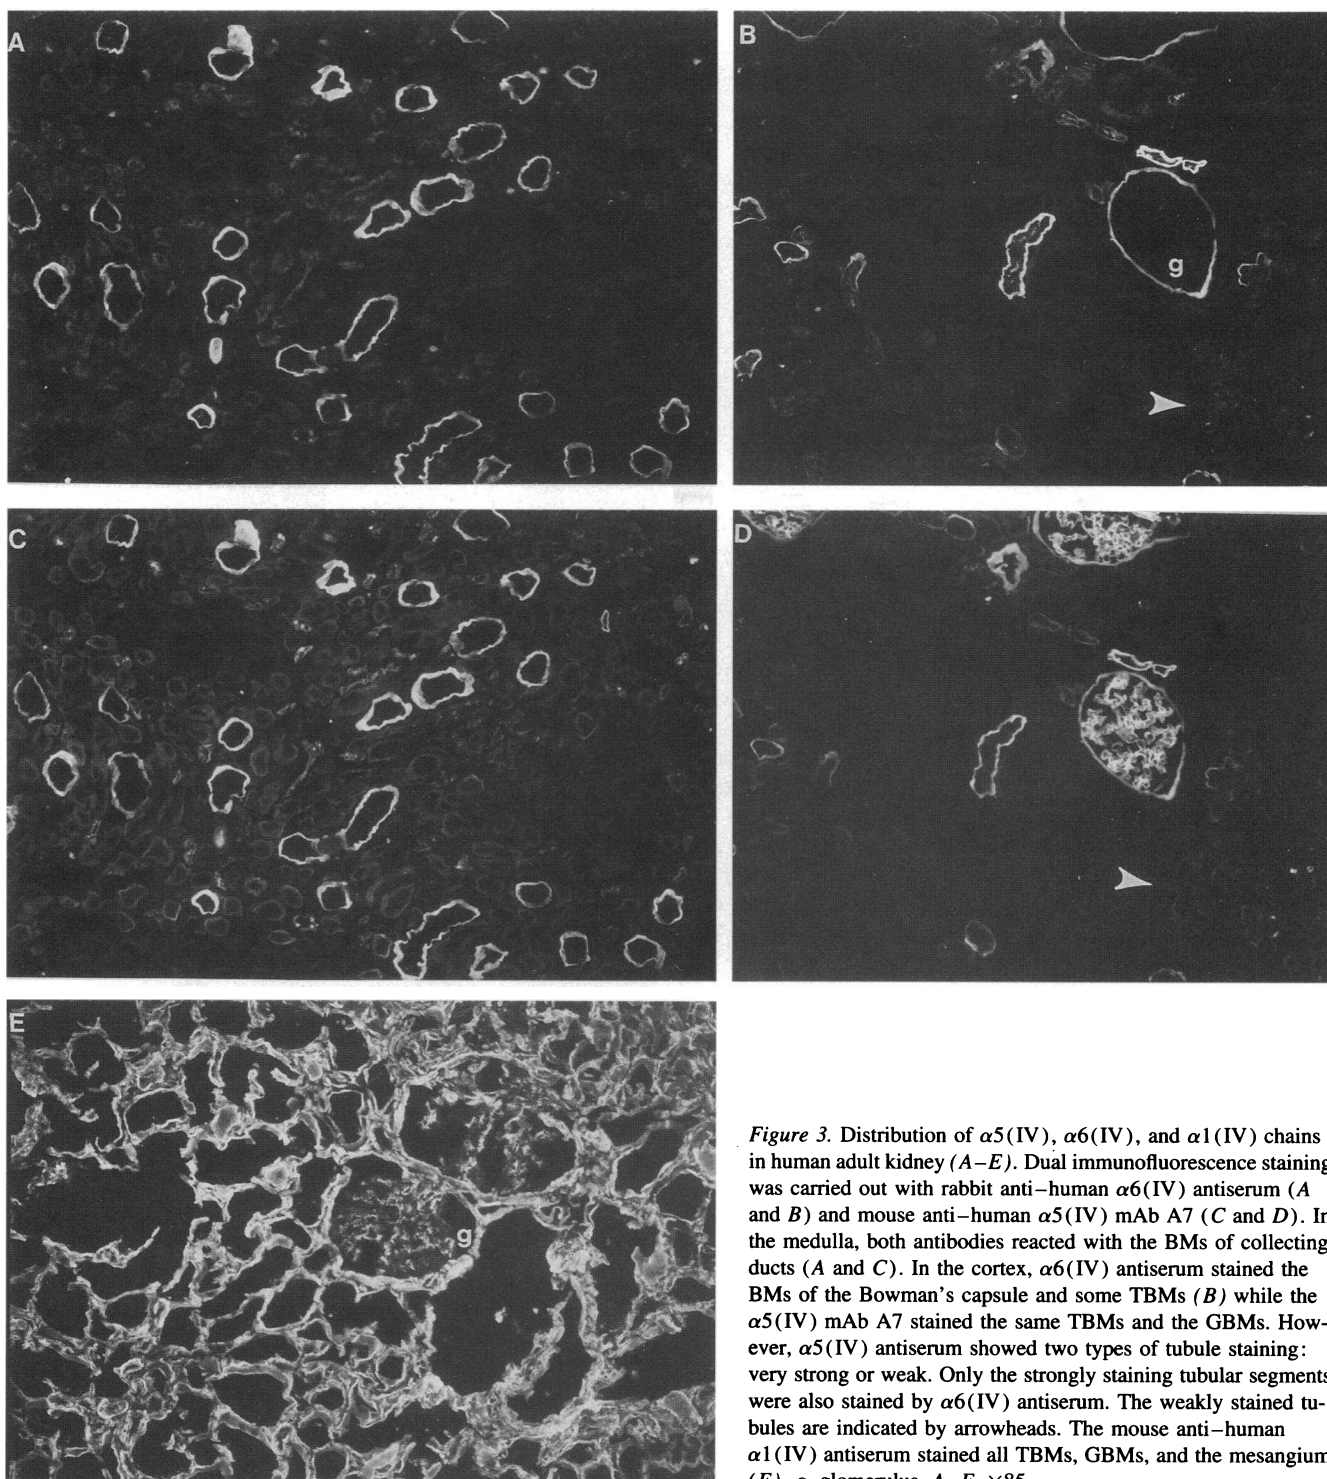 A
B
g
C
D
E
g
Figure 3. Distribution of α5(IV), α6(IV), and α1(IV) chains
in human adult kidney (A–E). Dual immunofluorescence staining
was carried out with rabbit anti–human α6(IV) antiserum (A
and B) and mouse anti–human α5(IV) mAb A7 (C and D). In
the medulla, both antibodies reacted with the BMs of collecting
ducts (A and C). In the cortex, α6(IV) antiserum stained the
BMs of the Bowman's capsule and some TBMs (B) while the
α5(IV) mAb A7 stained the same TBMs and the GBMs. How-
ever, α5(IV) antiserum showed two types of tubule staining:
very strong or weak. Only the strongly staining tubular segments
were also stained by α6(IV) antiserum. The weakly stained tu-
bules are indicated by arrowheads. The mouse anti–human
α1(IV) antiserum stained all TBMs, GBMs, and the mesangium
(E). g, glomerulus. A–E, ×85.